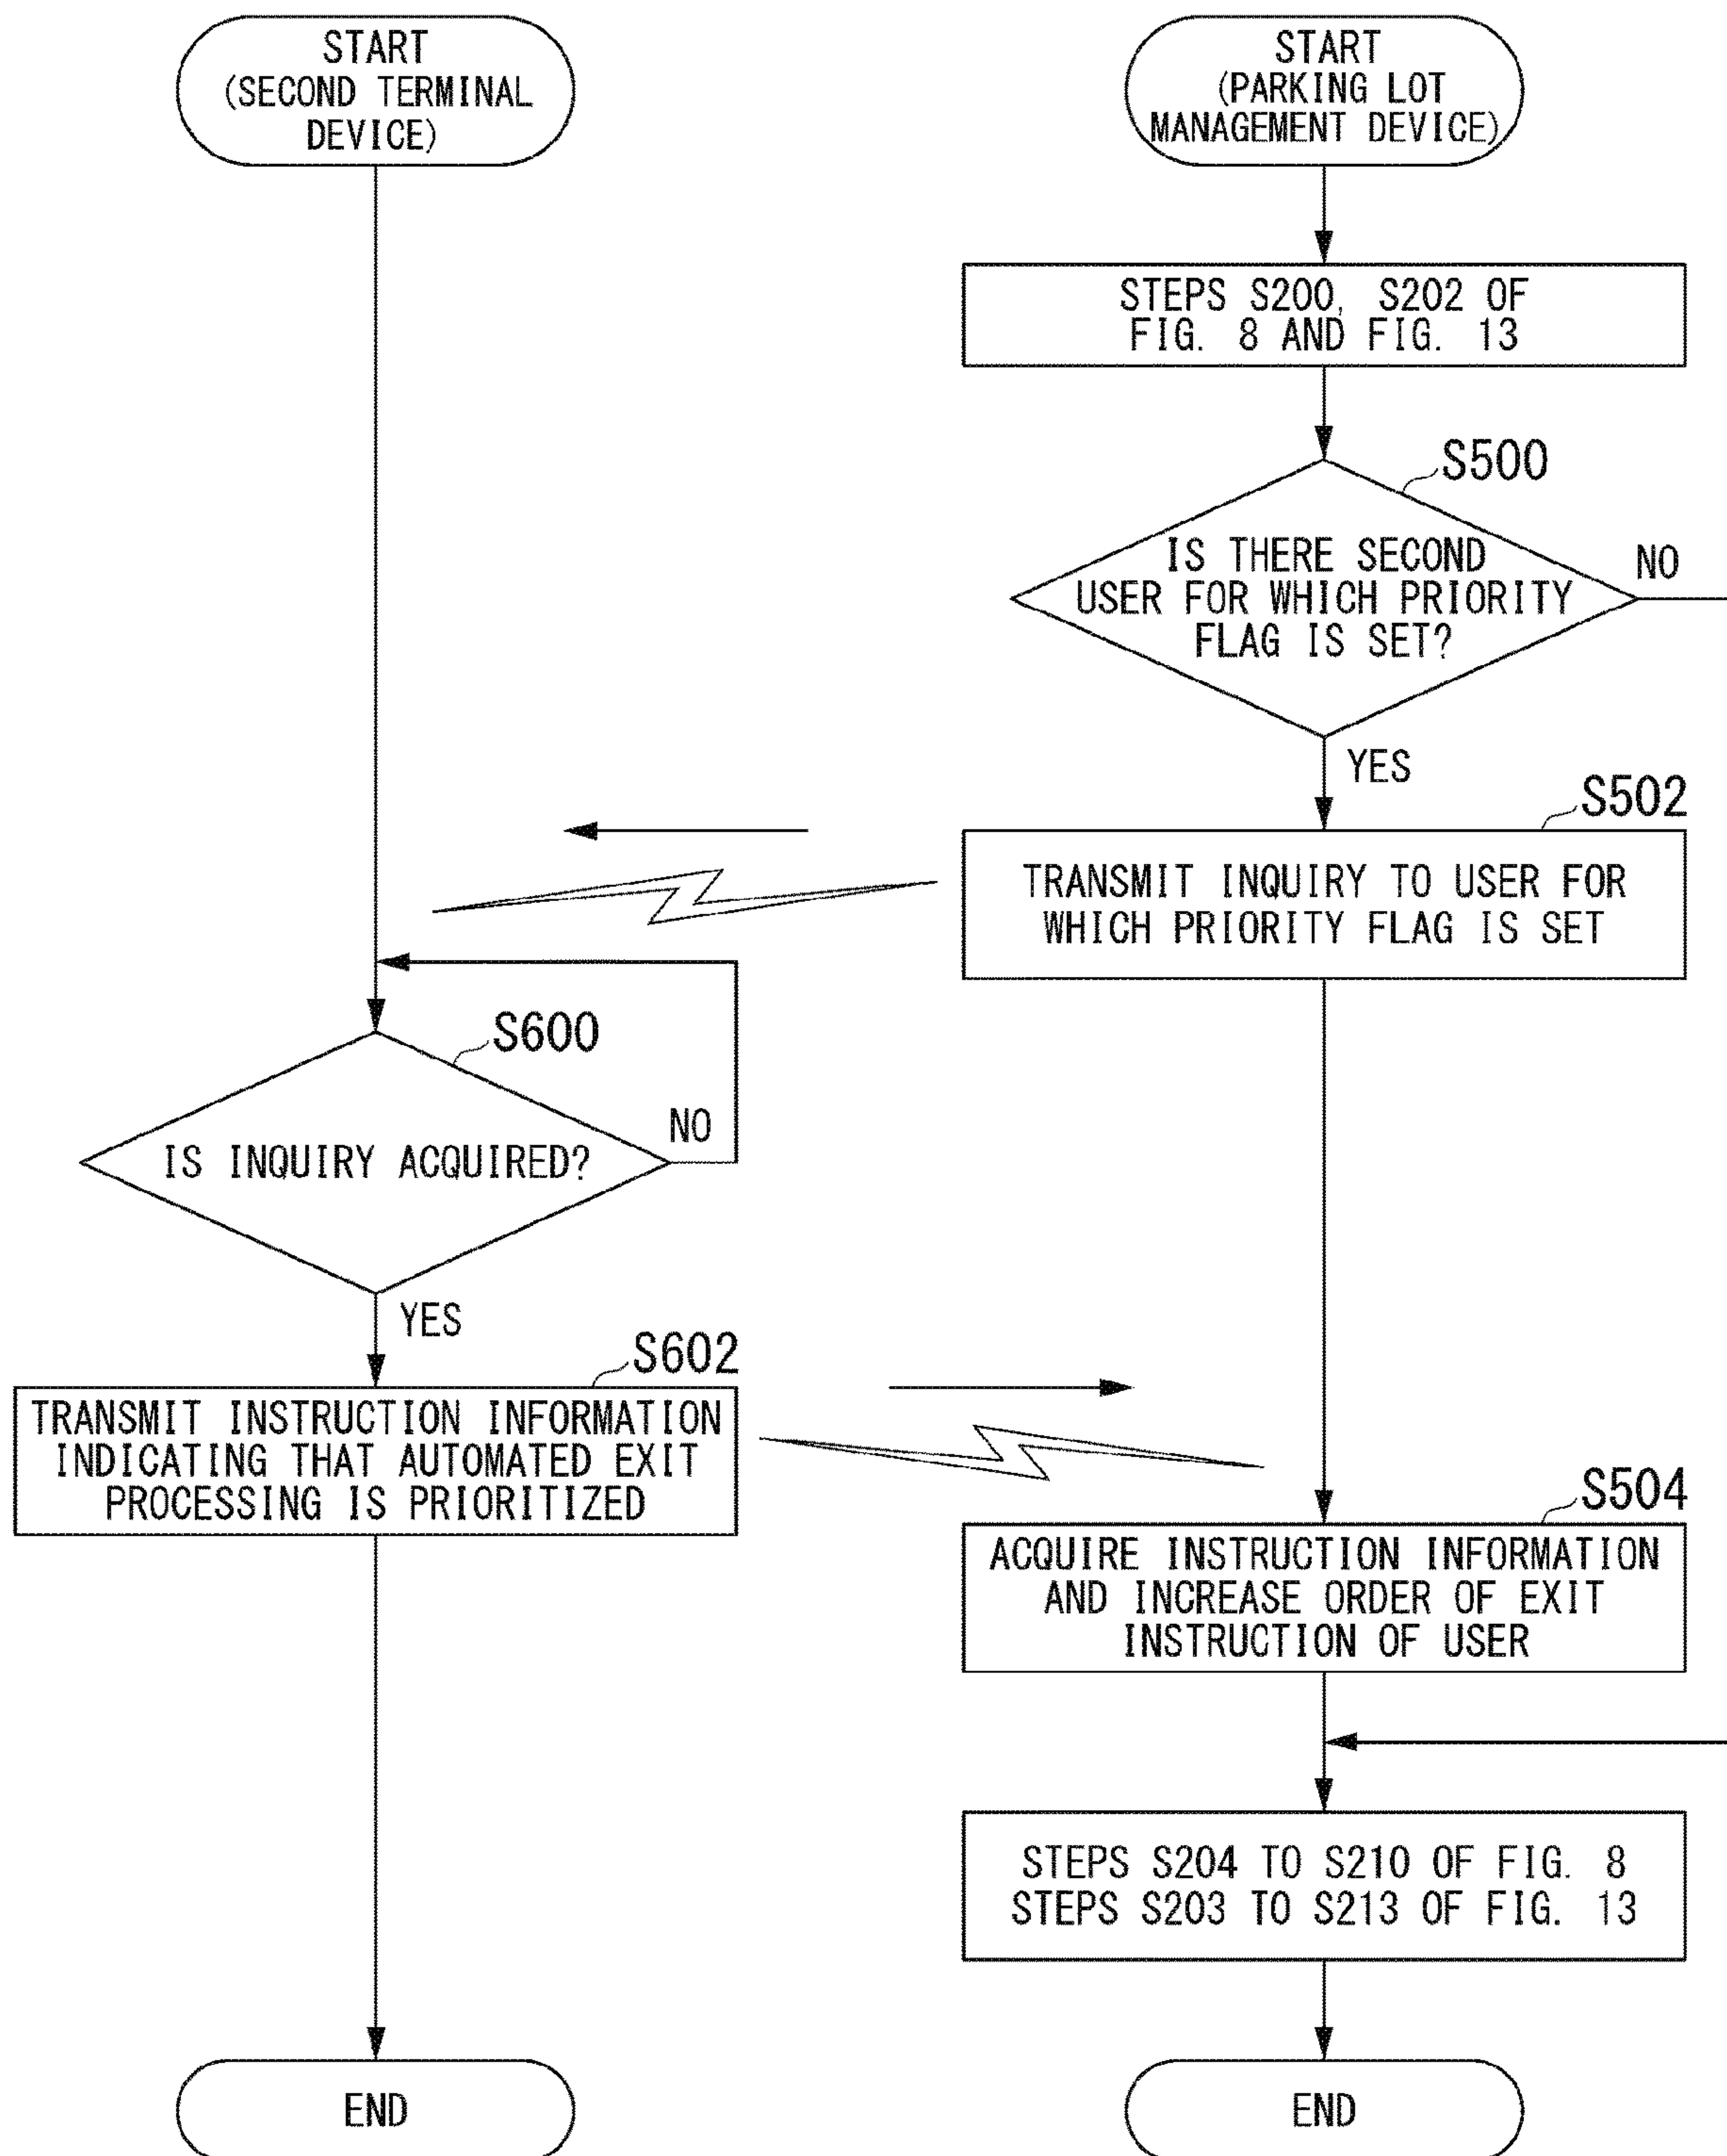 START
(SECOND TERMINAL
DEVICE)
START
(PARKING LOT
MANAGEMENT DEVICE)
STEPS S200, S202 OF
FIG. 8 AND FIG. 13
S500
IS THERE SECOND
USER FOR WHICH PRIORITY
FLAG IS SET?
NO
YES
S502
TRANSMIT INQUIRY TO USER FOR
WHICH PRIORITY FLAG IS SET
S600
IS INQUIRY ACQUIRED?
NO
YES
S602
TRANSMIT INSTRUCTION INFORMATION
INDICATING THAT AUTOMATED EXIT
PROCESSING IS PRIORITIZED
S504
ACQUIRE INSTRUCTION INFORMATION
AND INCREASE ORDER OF EXIT
INSTRUCTION OF USER
STEPS S204 TO S210 OF FIG. 8
STEPS S203 TO S213 OF FIG. 13
END
END